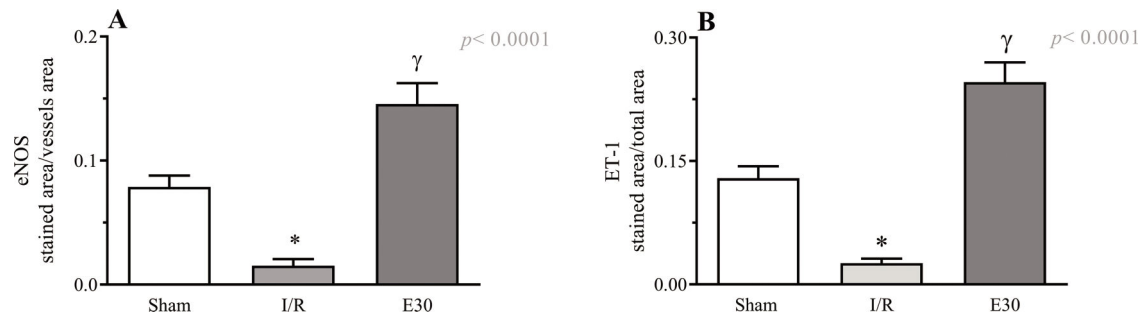 A
p< 0.0001
eNOS
stained area/vessels area
0.2
0.1
0.0
γ
*
Sham I/R E30
B
p< 0.0001
ET-1
stained area/total area
0.30
0.15
0.00
γ
*
Sham I/R E30